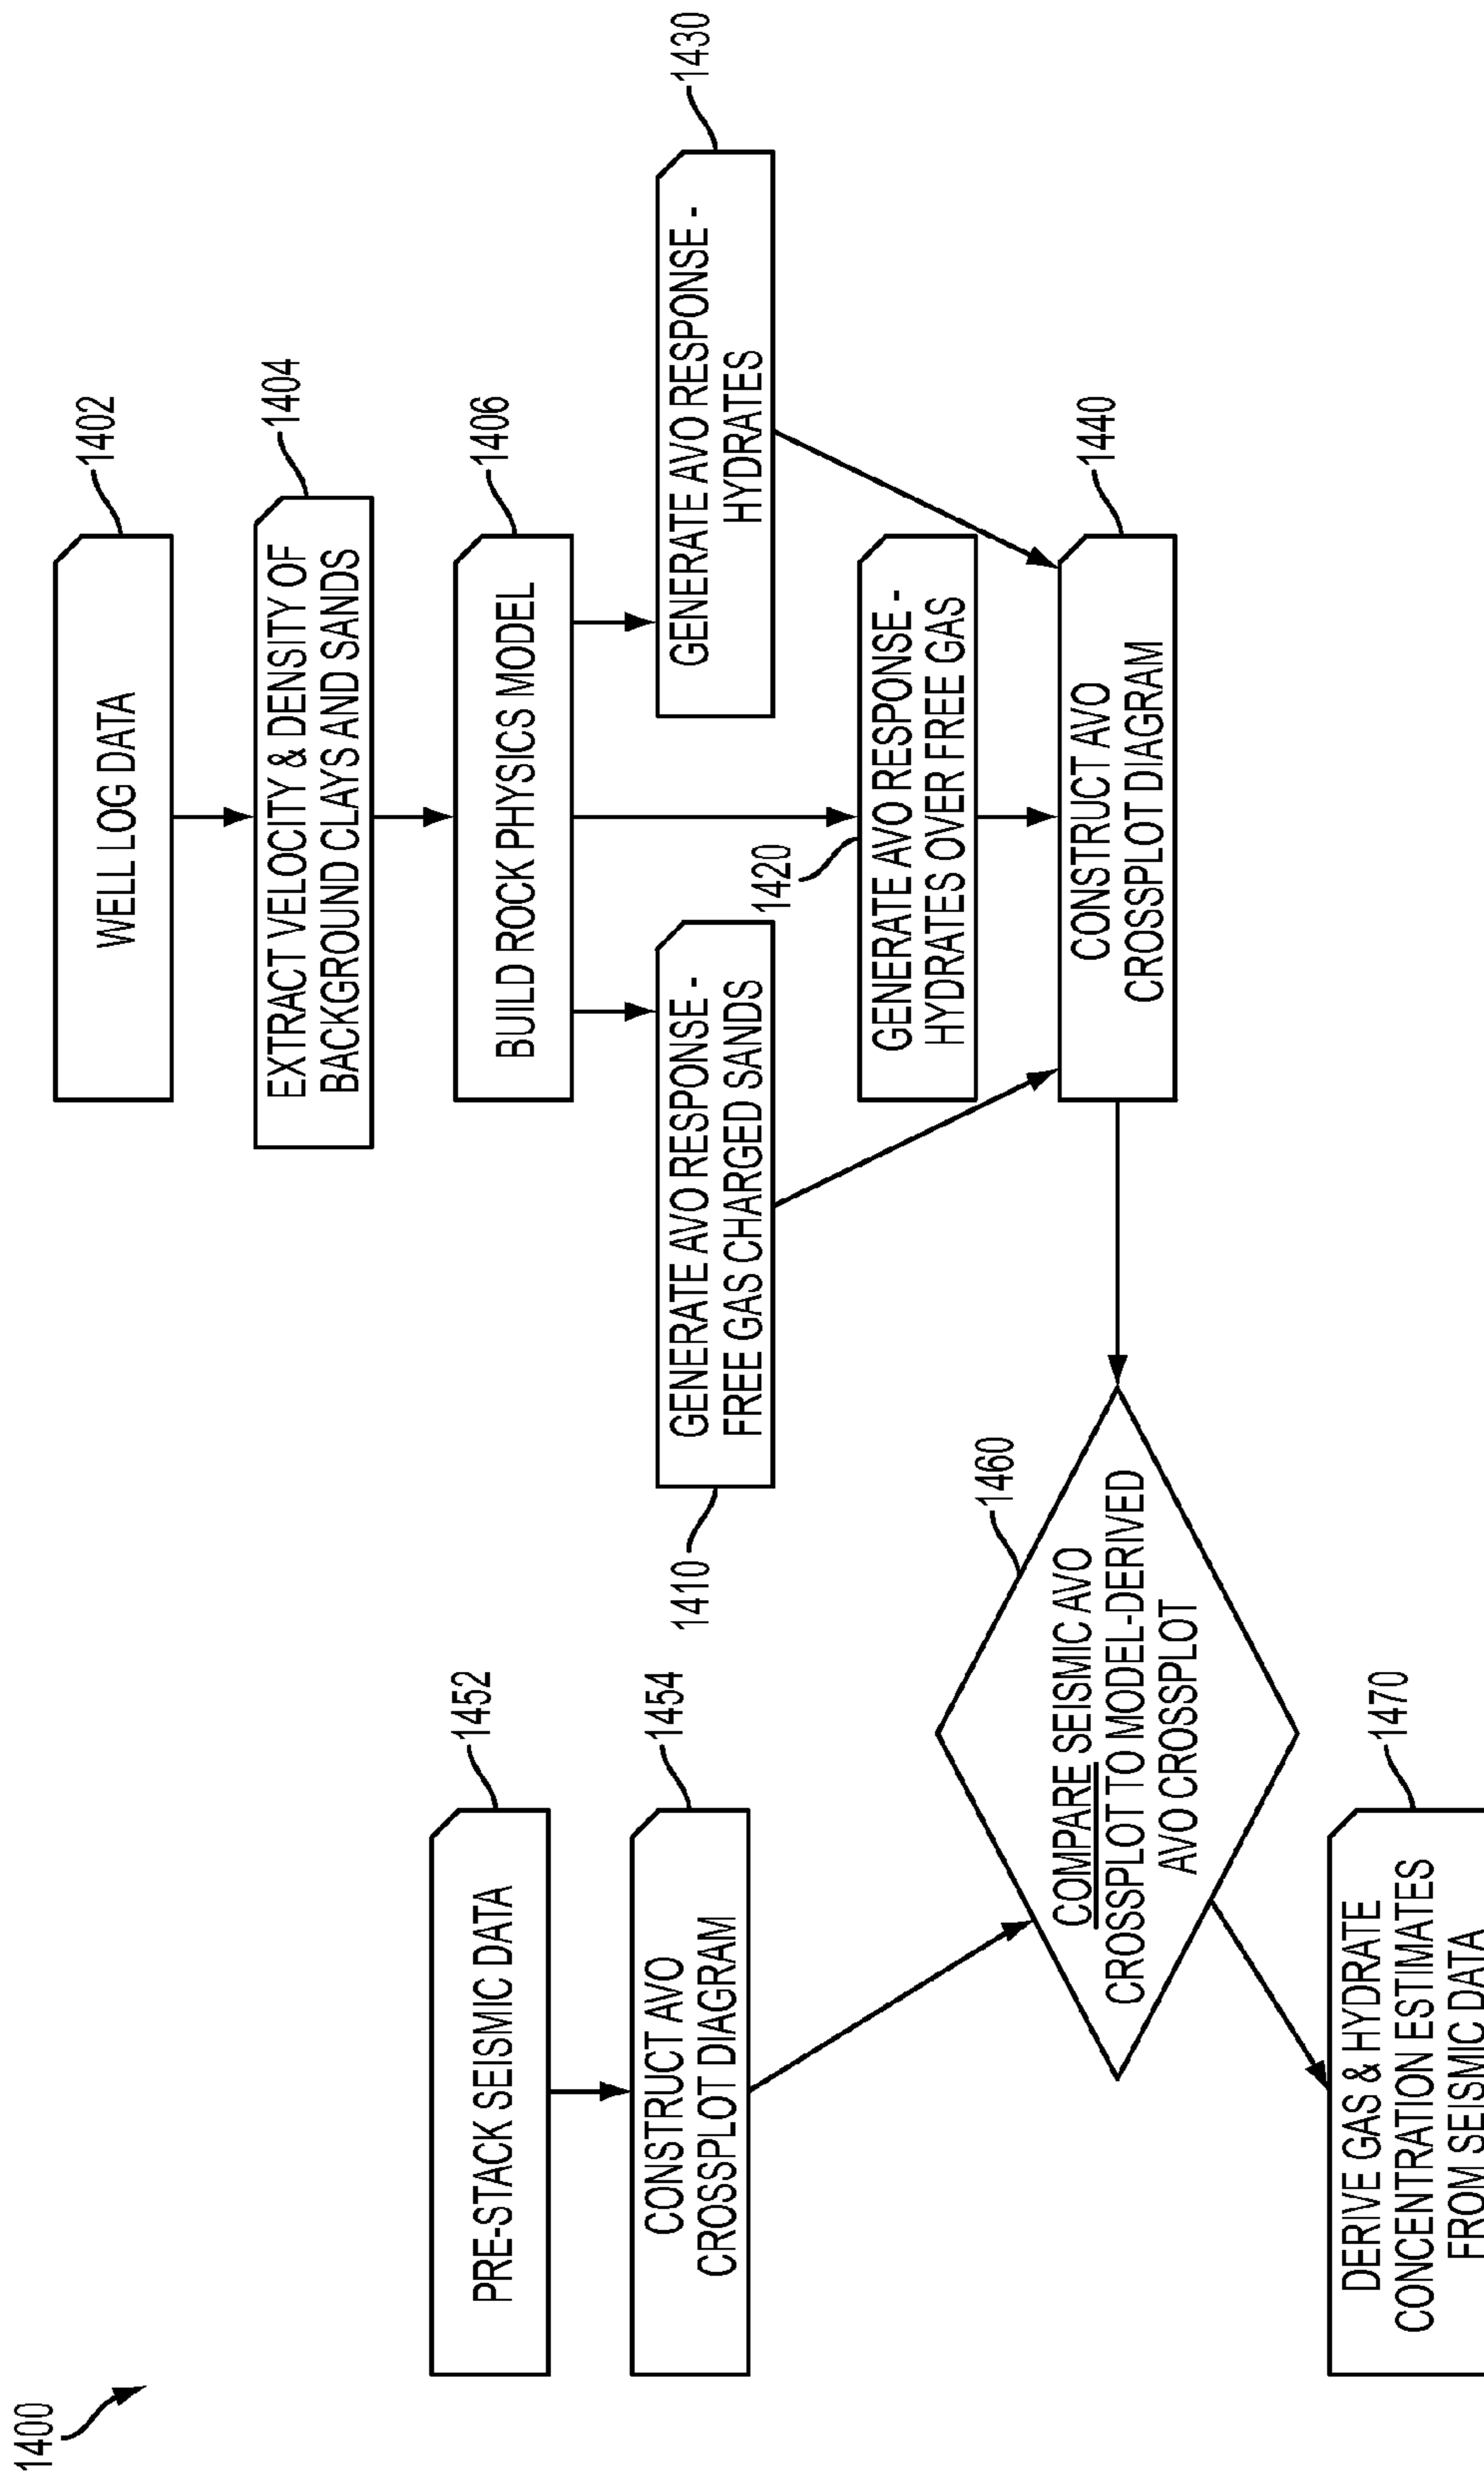 1400
WELL LOG DATA
1402
EXTRACT VELOCITY & DENSITY OF
BACKGROUND CLAYS AND SANDS
1404
PRE-STACK SEISMIC DATA
1452
BUILD ROCK PHYSICS MODEL
1406
CONSTRUCT AVO
CROSSPLOT DIAGRAM
1454
1410
GENERATE AVO RESPONSE -
FREE GAS CHARGED SANDS
GENERATE AVO RESPONSE -
HYDRATES
1430
1420
GENERATE AVO RESPONSE -
HYDRATES OVER FREE GAS
COMPARE SEISMIC AVO
CROSSPLOT TO MODEL-DERIVED
AVO CROSSPLOT
1460
CONSTRUCT AVO
CROSSPLOT DIAGRAM
1440
DERIVE GAS & HYDRATE
CONCENTRATION ESTIMATES
FROM SEISMIC DATA
1470